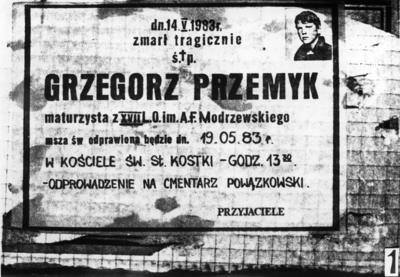 dn. 14 V 1983r.
zmarł tragicznie
ś.†p.
GRZEGORZ PRZEMYK
maturzysta z XVII L.O. im. A.F. Modrzewskiego
msza św odprawiona będzie dn. 19.05.83 r.
W KOŚCIELE ŚW. ST. KOSTKI - GODZ. 13 30
-ODPROWADZENIE NA CMENTARZ POWĄZKOWSKI.
PRZYJACIELE
1